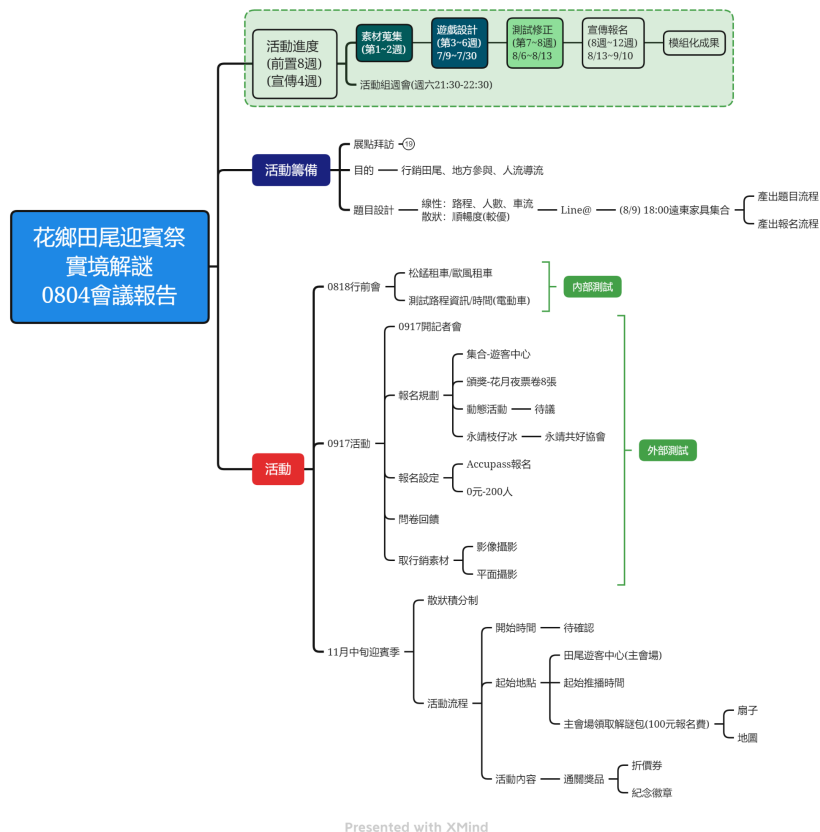 花鄉田尾迎賓祭
實境解謎
0804會議報告
活動進度
(前置8週)
(宣傳4週)
素材蒐集
(第1~2週)
遊戲設計
(第3~6週)
7/9~7/30
測試修正
(第7~8週)
8/6~8/13
宣傳報名
(8週~12週)
8/13~9/10
模組化成果
活動組週會(週六21:30-22:30)
活動籌備
展點拜訪
19
目的
行銷田尾、地方參與、人流導流
題目設計
線性：路程、人數、車流
散狀：順暢度(較優)
Line@
(8/9) 18:00遠東家具集合
產出題目流程
產出報名流程
活動
0818行前會
松錳租車/歐風租車
測試路程資訊/時間(電動車)
內部測試
0917活動
0917開記者會
報名規劃
集合-遊客中心
頒獎-花月夜票卷8張
動態活動
待議
永靖枝仔冰
永靖共好協會
報名設定
Accupass報名
0元-200人
問卷回饋
取行銷素材
影像攝影
平面攝影
外部測試
11月中旬迎賓季
散狀積分制
活動流程
開始時間
待確認
起始地點
田尾遊客中心(主會場)
起始推播時間
主會場領取解謎包(100元報名費)
扇子
地圖
活動內容
通關獎品
折價券
紀念徽章
Presented with XMind